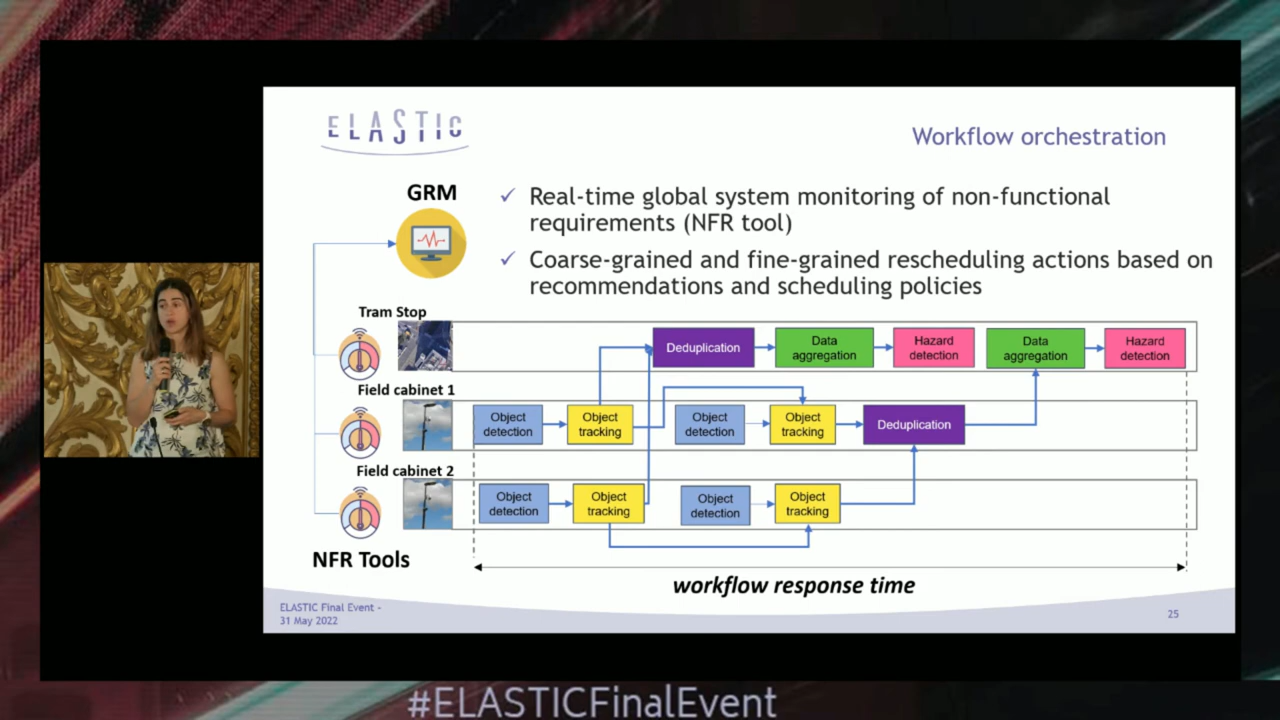 ELASTIC
Workflow orchestration
GRM
✓ Real-time global system monitoring of non-functional
requirements (NFR tool)
✓ Coarse-grained and fine-grained rescheduling actions based on
recommendations and scheduling policies
Tram Stop
Deduplication
Data
aggregation
Hazard
detection
Data
aggregation
Hazard
detection
Field cabinet 1
Object
detection
Object
tracking
Object
detection
Object
tracking
Deduplication
Field cabinet 2
Object
detection
Object
tracking
Object
detection
Object
tracking
NFR Tools
workflow response time
ELASTIC Final Event -
31 May 2022
25
#ELASTICFinalEvent